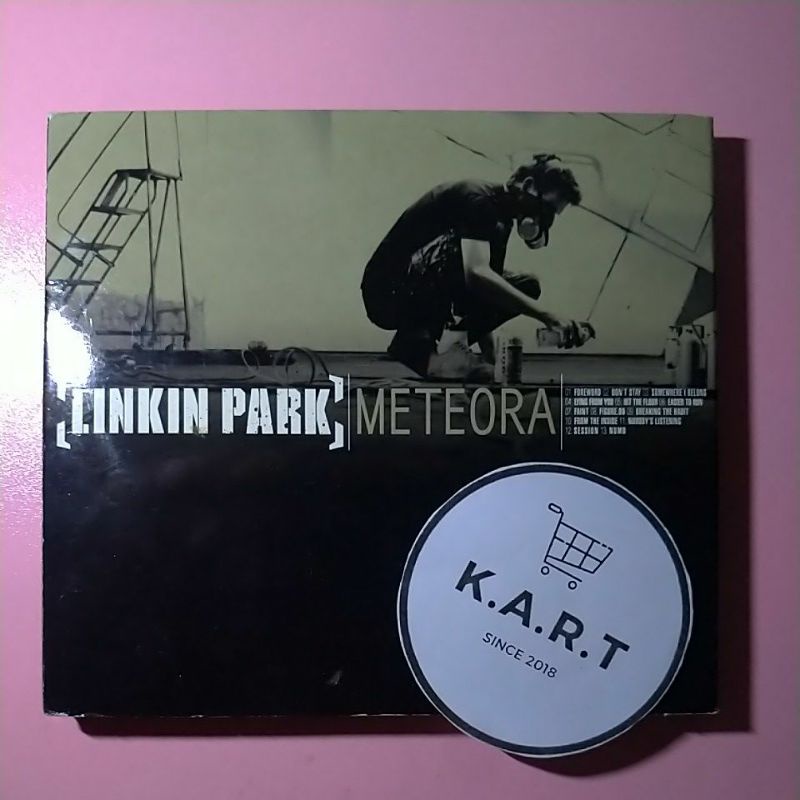 [LINKIN PARK]
METEORA
01 FOREWORD 02 DON'T STAY 03 SOMEWHERE I BELONG
04 LYING FROM YOU 05 HIT THE FLOOR 06 EASIER TO RUN
07 FAINT 08 FIGURE.09 09 BREAKING THE HABIT
10 FROM THE INSIDE 11 NOBODY'S LISTENING
12 SESSION 13 NUMB
K.A.R.T
SINCE 2018